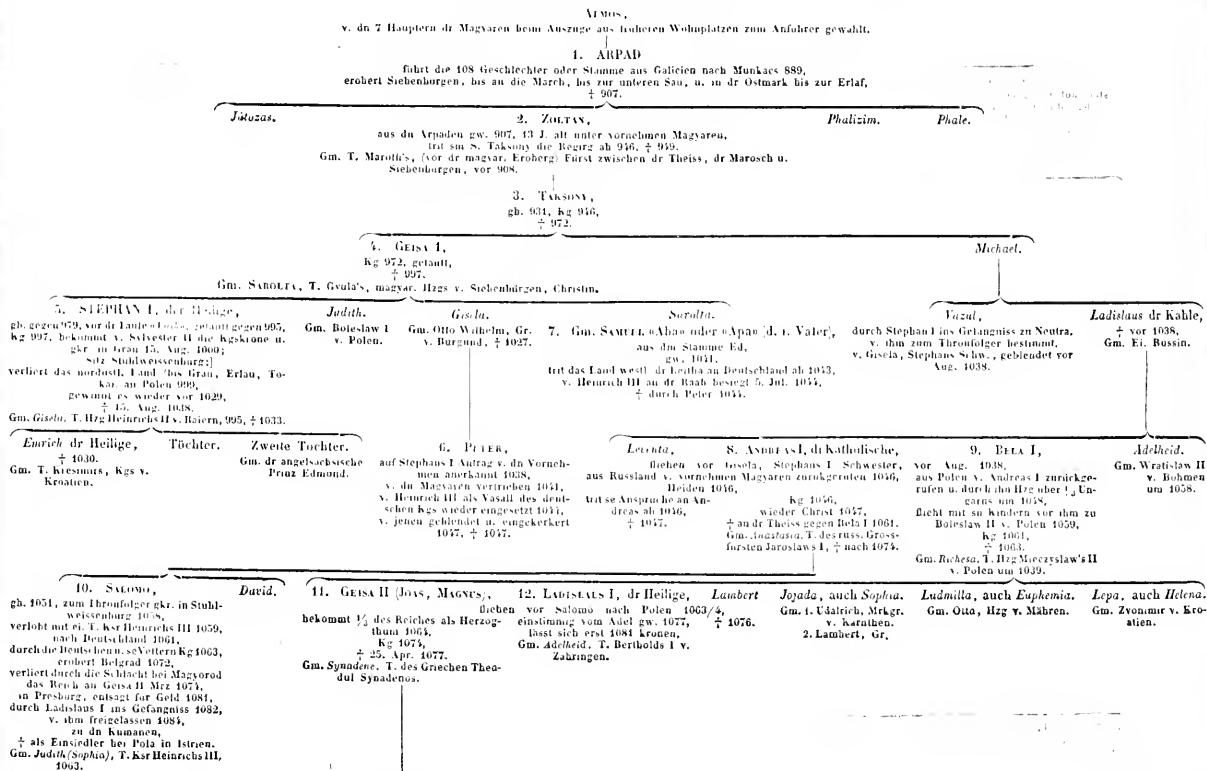 ALMOS,
v. dn 7 Häuptern dr Magyaren beim Auszuge aus früheren Wohnplätzen zum Anführer gewählt.
1. ARPAD
führt die 108 Geschlechter oder Stämme aus Galicien nach Munkacs 889,
erobert Siebenbürgen, bis an die March, bis zur unteren Sau, u. in dr Ostmark bis zur Erlaf,
† 907.
Jutozas.
2. ZOLTAN,
aus dn Arpaden gw. 907, 13 J. alt unter vornehmen Magyaren,
trit sm S. Taksony die Regirg ab 946, † 949.
Gm. T. Maroth's, (vor dr magyar. Eroberg) Fürst zwischen dr Theiss, dr Marosch u.
Siebenbürgen, vor 908.
Phalizim.
Phale.
3. TAKSONY,
gb. 931, Kg 946,
† 972.
4. GEISA I,
Kg 972, getauft,
† 997.
Gm. SAROLTA, T. Gyula's, magyar. Hzgs v. Siebenbürgen, Christin.
Michael.
5. STEPHAN I, der Heilige,
gb. gegen 979, vor dr Taufe getauft gegen 995,
Kg 997, bekommt v. Sylvester II die Kgskrone u.
gkr. in Gran 15. Aug. 1000;
Sitz Stuhlweissenburg;
verliert das nordöstl. Land bis Gran, Erlau, To-
kar. an Polen 999,
gewinnt es wieder vor 1029,
† 15. Aug. 1038.
Gm. Gisela, T. Hzg Heinrichs II v. Baiern, 995, † 1033.
Judith.
Gm. Boleslaw I
v. Polen.
Gisela.
Gm. Otto Wilhelm, Gr.
v. Burgund, † 1027.
Sarolta.
7. Gm. SAMUEL «Aba» oder «Apa» (d. i. Vater),
aus dm Stamme Ed,
gw. 1041,
trit das Land westl. dr Leitha an Deutschland ab 1043,
v. Heinrich III an dr Raab besiegt 5. Jul. 1044,
† durch Peter 1044.
Vazul,
durch Stephan I ins Gefängniss zu Neutra,
v. ihm zum Thronfolger bestimmt,
v. Gisela, Stephans Schw., geblendet vor
Aug. 1038.
Ladislaus dr Kahle,
† vor 1038,
Gm. Ei. Russin.
Emrich dr Heilige,
† 1030.
Gm. T. Kresimirs, Kgs v.
Kroatien.
Töchter.
Zweite Tochter.
Gm. dr angelsächsische
Prinz Edmond.
6. PETER,
auf Stephans I Antrag v. dn Vorneh-
men anerkannt 1038,
v. dn Magyaren vertrieben 1041,
v. Heinrich III als Vasall des deut-
schen Kgs wieder eingesetzt 1044,
v. jenen geblendet u. eingekerkert
1047, † 1047.
Leventa,
8. ANDREAS I, dr Katholische,
fliehen vor Gisela, Stephans I Schwester,
aus Russland v. vornehmen Magyaren zurükgerufen 1046,
Heiden 1046,
trit se Ansprüche an An-
dreas ab 1046,
† 1047.
Kg 1046,
wieder Christ 1047,
† an dr Theiss gegen Bela I 1061.
Gm. Anastasia, T. des russ. Gross-
fürsten Jaroslaws I, † nach 1074.
9. BELA I,
vor Aug. 1038,
aus Polen v. Andreas I zurückge-
rufen u. durch ihn Hzg über 1/3 Un-
garns um 1048,
flieht mit sn Kindern vor ihm zu
Boleslaw II v. Polen 1059,
Kg 1061,
† 1063.
Gm. Richesa, T. Hzg Mieczyslaw's II
v. Polen um 1039.
Adelheid.
Gm. Wratislaw II
v. Böhmen
um 1058.
10. SALOMO,
gb. 1051, zum Thronfolger gkr. in Stuhl-
weissenburg 1058,
verlobt mit ei. T. Ksr Heinrichs III 1059,
nach Deutschland 1061,
durch die Deutschen u. se Vettern Kg 1063,
erobert Belgrad 1072,
verliert durch die Schlacht bei Magyorod
das Reich an Geisa II Mrz 1074,
in Presburg, entsagt für Geld 1081,
durch Ladislaus I ins Gefängniss 1082,
v. ihm freigelassen 1084,
zu dn Kumanen,
† als Einsiedler bei Pola in Istrien.
Gm. Judith (Sophia), T. Ksr Heinrichs III,
1063.
David.
11. GEISA II (JOAS, MAGNUS),
12. LADISLAUS I, dr Heilige,
fliehen vor Salomo nach Polen 1063/4,
bekommt 1/3 des Reiches als Herzog-
thum 1064,
Kg 1074,
† 25. Apr. 1077.
Gm. Synadene, T. des Griechen Theo-
dul Synadenos.
einstimmig vom Adel gw. 1077,
lässt sich erst 1081 krönen,
Gm. Adelheid, T. Bertholds I v.
Zähringen.
Lambert
† 1076.
Jojada, auch Sophia.
Gm. 1. Udalrich, Mrkgr.
v. Kärnthen.
2. Lambert, Gr.
Ludmilla, auch Euphemia.
Gm. Otto, Hzg v. Mähren.
Lepa, auch Helena.
Gm. Zvonimir v. Kro-
atien.